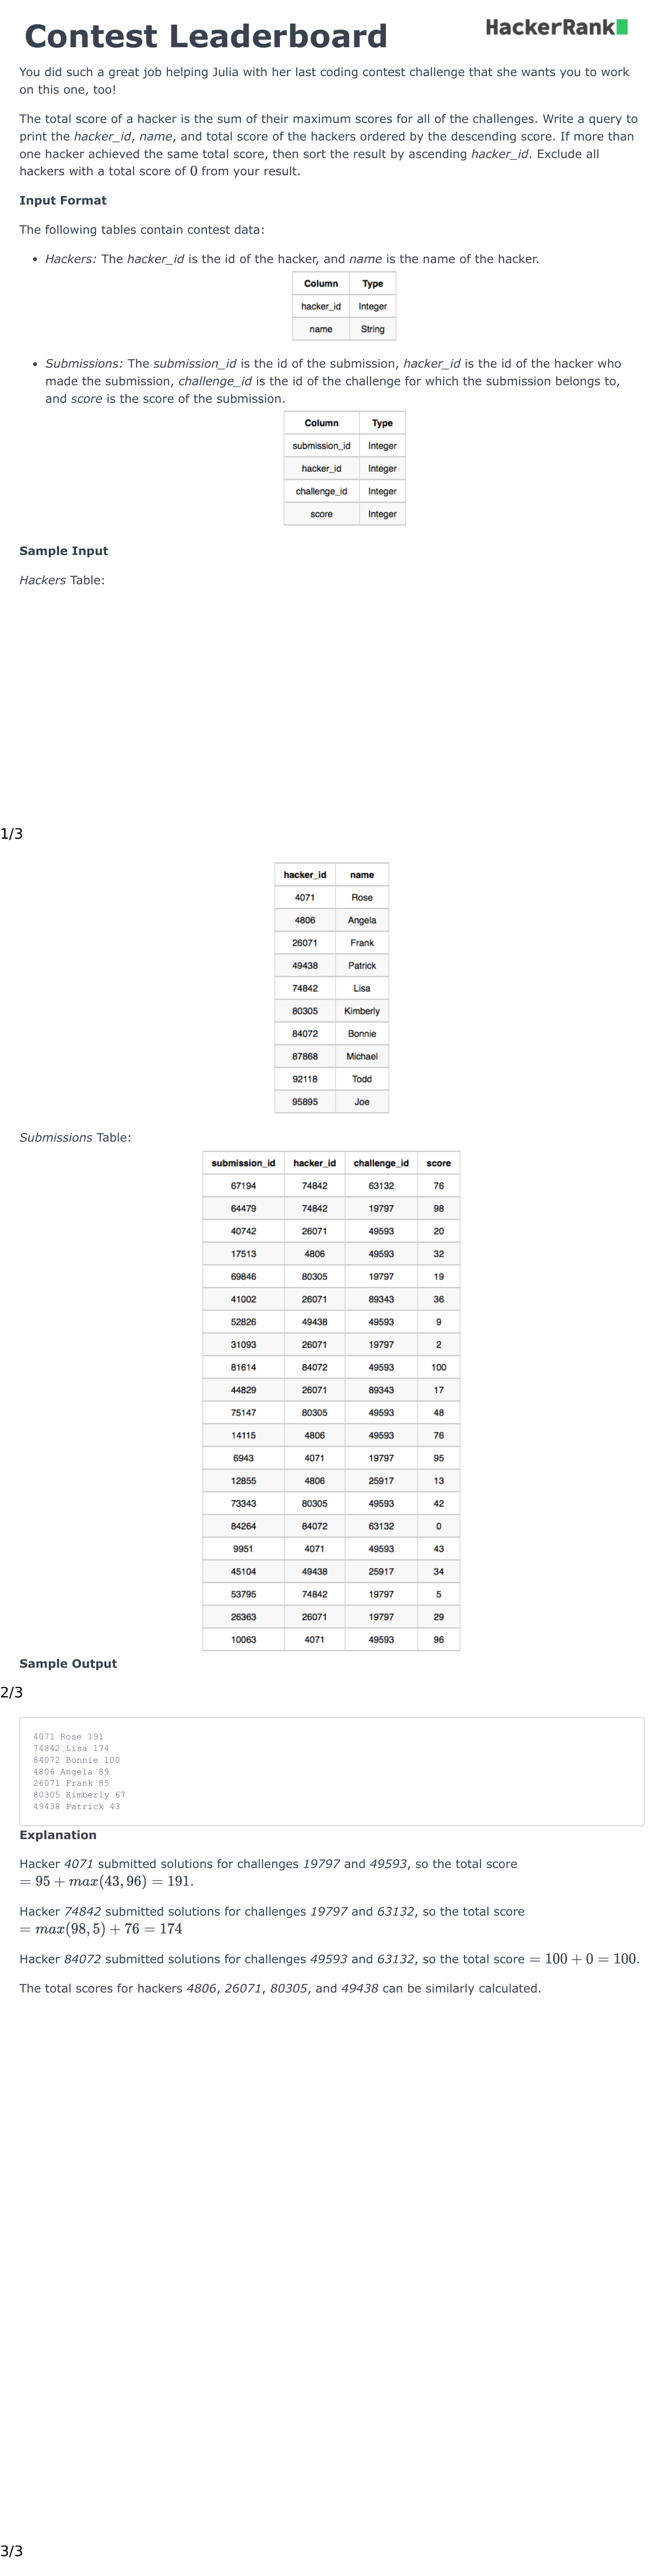 Contest Leaderboard
HackerRank
You did such a great job helping Julia with her last coding contest challenge that she wants you to work
on this one, too!
The total score of a hacker is the sum of their maximum scores for all of the challenges. Write a query to
print the hacker_id, name, and total score of the hackers ordered by the descending score. If more than
one hacker achieved the same total score, then sort the result by ascending hacker_id. Exclude all
hackers with a total score of 0 from your result.
Input Format
The following tables contain contest data:
• Hackers: The hacker_id is the id of the hacker, and name is the name of the hacker.
Column Type
hacker_id Integer
name String
• Submissions: The submission_id is the id of the submission, hacker_id is the id of the hacker who
made the submission, challenge_id is the id of the challenge for which the submission belongs to,
and score is the score of the submission.
Column Type
submission_id Integer
hacker_id Integer
challenge_id Integer
score Integer
Sample Input
Hackers Table:
1/3
hacker_id name
4071 Rose
4806 Angela
26071 Frank
49438 Patrick
74842 Lisa
80305 Kimberly
84072 Bonnie
87868 Michael
92118 Todd
95895 Joe
Submissions Table:
submission_id hacker_id challenge_id score
67194 74842 63132 76
64479 74842 19797 98
40742 26071 49593 20
17513 4806 49593 32
69846 80305 19797 19
41002 26071 89343 36
52826 49438 49593 9
31093 26071 19797 2
81614 84072 49593 100
44829 26071 89343 17
75147 80305 49593 48
14115 4806 49593 76
6943 4071 19797 95
12855 4806 25917 13
73343 80305 49593 42
84264 84072 63132 0
9951 4071 49593 43
45104 49438 25917 34
53795 74842 19797 5
26363 26071 19797 29
10063 4071 49593 96
Sample Output
2/3
4071 Rose 191
74842 Lisa 174
84072 Bonnie 100
4806 Angela 89
26071 Frank 85
80305 Kimberly 67
49438 Patrick 43
Explanation
Hacker 4071 submitted solutions for challenges 19797 and 49593, so the total score
= 95 + max(43, 96) = 191.
Hacker 74842 submitted solutions for challenges 19797 and 63132, so the total score
= max(98, 5) + 76 = 174
Hacker 84072 submitted solutions for challenges 49593 and 63132, so the total score = 100 + 0 = 100.
The total scores for hackers 4806, 26071, 80305, and 49438 can be similarly calculated.
3/3